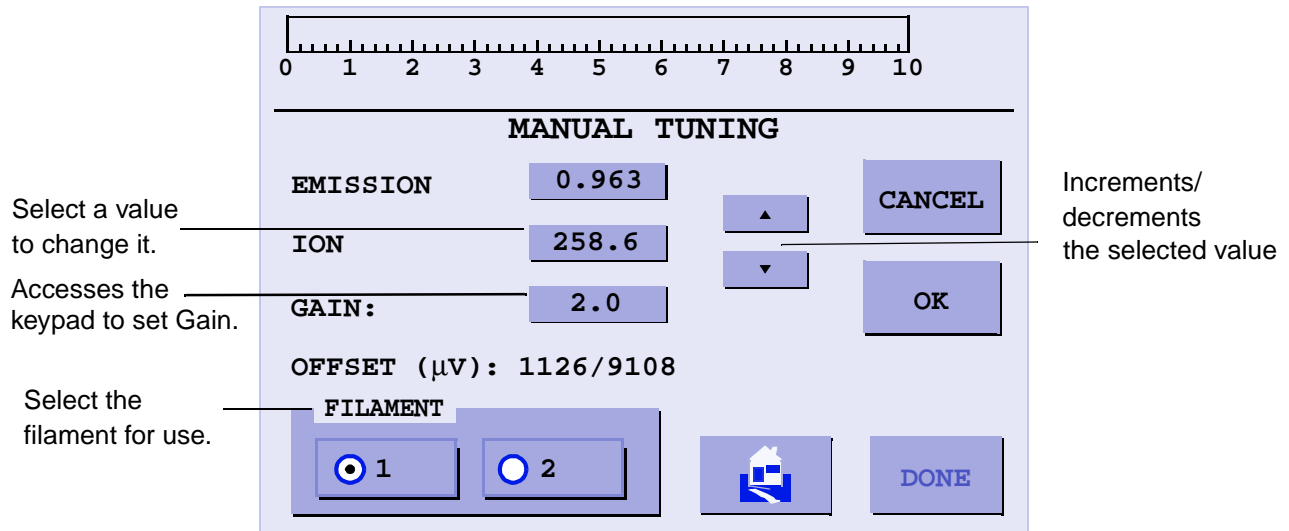 0 1 2 3 4 5 6 7 8 9 10
MANUAL TUNING
EMISSION 0.963
CANCEL
Select a value
to change it.
ION 258.6
▲
▼
Increments/
decrements
the selected value
Accesses the
keypad to set Gain.
GAIN: 2.0
OK
OFFSET (µV): 1126/9108
Select the
filament for use.
FILAMENT
1
2
DONE